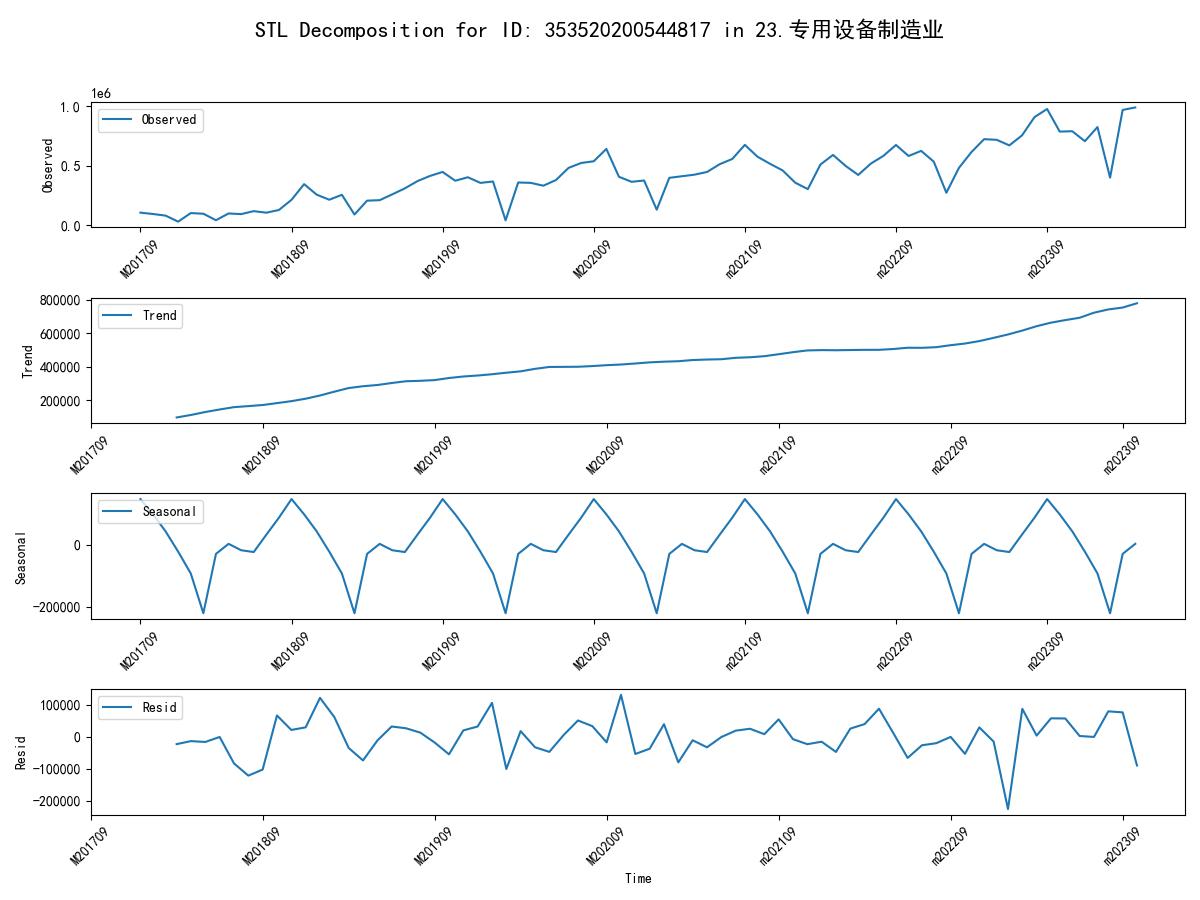 STL Decomposition for ID: 353520200544817 in 23.专用设备制造业
1e6
Observed
1.0
0.5
0.0
Observed
M201709
M201809
M201909
M202009
m202109
m202209
m202309
Trend
800000
600000
400000
200000
Trend
M201709
M201809
M201909
M202009
m202109
m202209
m202309
Seasonal
0
−200000
Seasonal
M201709
M201809
M201909
M202009
m202109
m202209
m202309
Resid
100000
0
−100000
−200000
Resid
M201709
M201809
M201909
M202009
m202109
m202209
m202309
Time